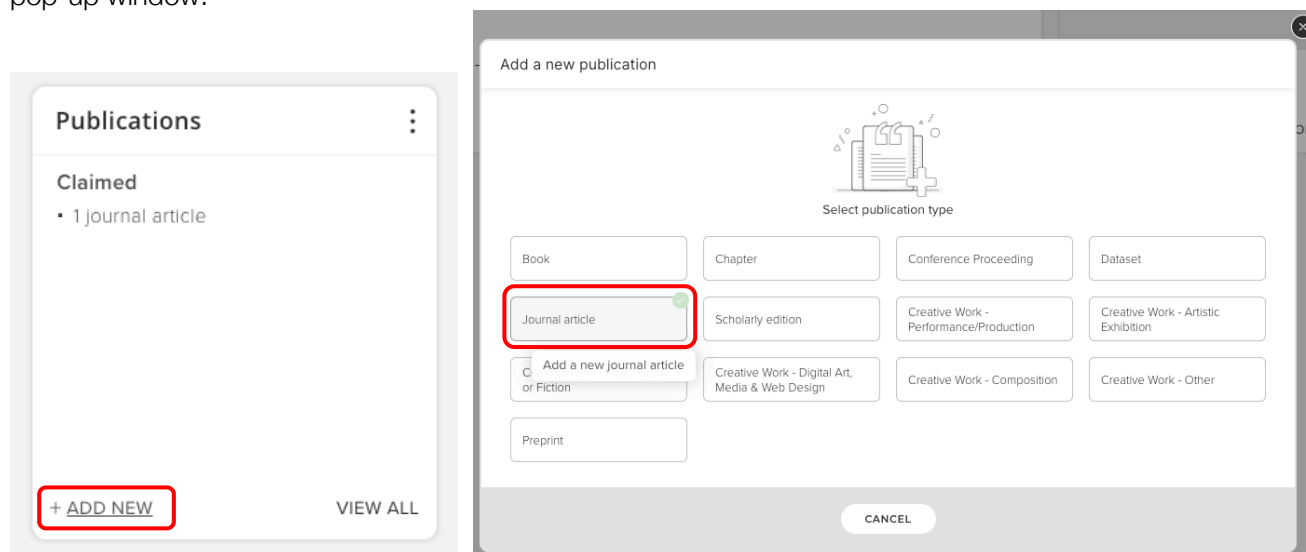 pop-up window.
Publications
Claimed
▪ 1 journal article
+ ADD NEW
VIEW ALL
Add a new publication
Select publication type
Book
Chapter
Conference Proceeding
Dataset
Journal article
Scholarly edition
Creative Work -
Performance/Production
Creative Work - Artistic
Exhibition
Add a new journal article
C
or Fiction
Creative Work - Digital Art,
Media & Web Design
Creative Work - Composition
Creative Work - Other
Preprint
CANCEL